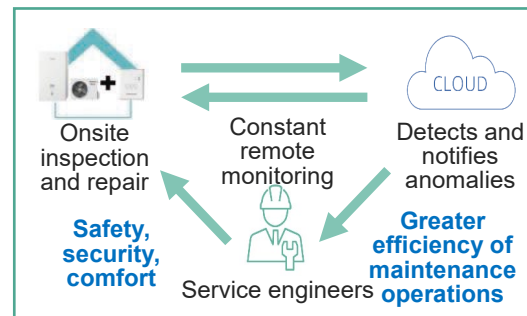 CLOUD
Onsite
inspection
and repair
Constant
remote
monitoring
Detects and
notifies
anomalies
Safety,
security,
comfort
Service engineers
Greater
efficiency of
maintenance
operations